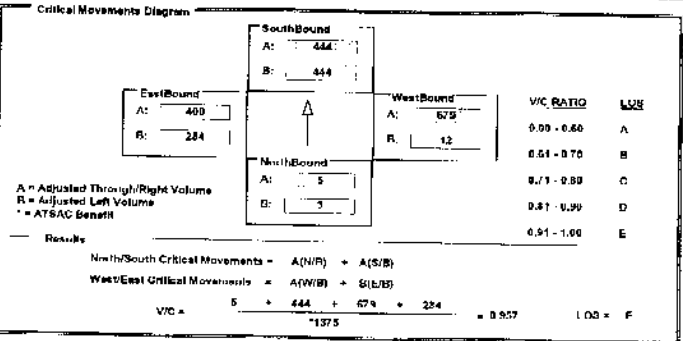 Critical Movements Diagram
SouthBound
A: 444
B: 444
EastBound
A: 400
B: 284
WestBound
A: 679
B. 12
NorthBound
A: 5
B: 3
V/C RATIO LOS
0.00 - 0.60 A
0.61 - 0.70 B
0.71 - 0.80 C
0.81 - 0.90 D
0.91 - 1.00 E
A = Adjusted Through/Right Volume
B = Adjusted Left Volume
* = ATSAC Benefit
Results
North/South Critical Movements = A(N/B) + A(S/B)
West/East Critical Movements = A(W/B) + B(E/B)
V/C = 5 + 444 + 679 + 284 = 0.957 LOS =
*1375